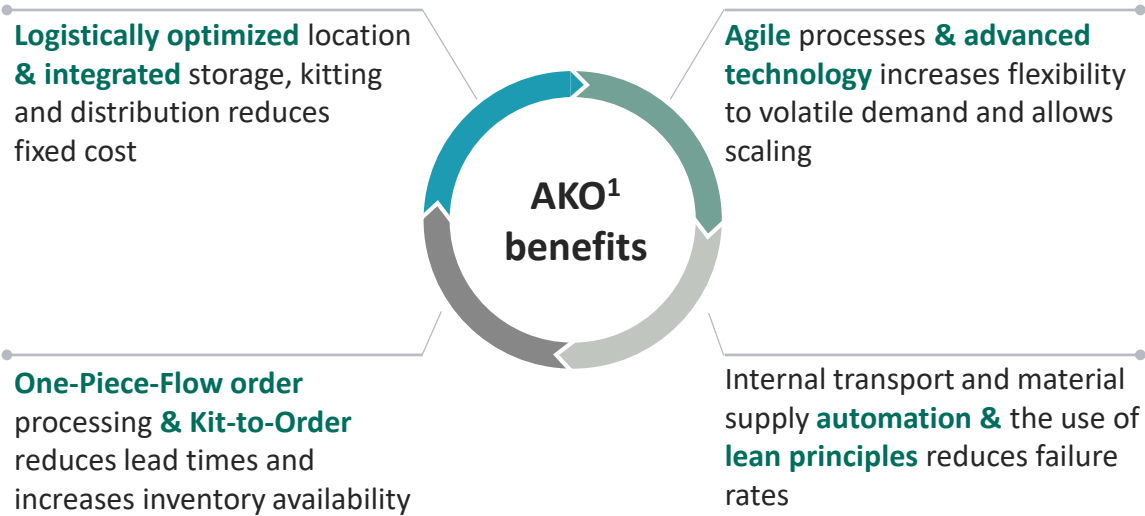 Logistically optimized location
& integrated storage, kitting
and distribution reduces
fixed cost
Agile processes & advanced
technology increases flexibility
to volatile demand and allows
scaling
AKO¹
benefits
One-Piece-Flow order
processing & Kit-to-Order
reduces lead times and
increases inventory availability
Internal transport and material
supply automation & the use of
lean principles reduces failure
rates